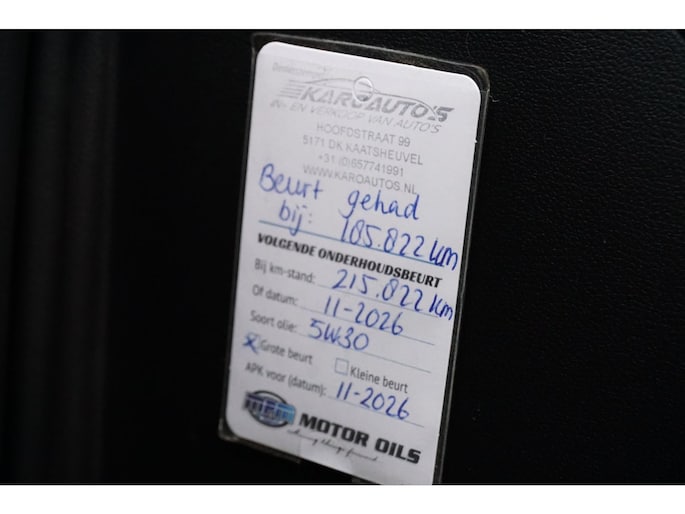 KAROAUTO'S
IN- EN VERKOOP VAN AUTO'S
HOOFDSTRAAT 99
5171 DK KAATSHEUVEL
+31 (0)657741991
WWW.KAROAUTOS.NL
Beurt gehad
bij: 185.822 km
VOLGENDE ONDERHOUDSBEURT
Bij km-stand: 215.822 km
Of datum: 11-2026
Soort olie: 5W30
Grote beurt Kleine beurt
APK voor (datum): 11-2026
MOTOR OILS